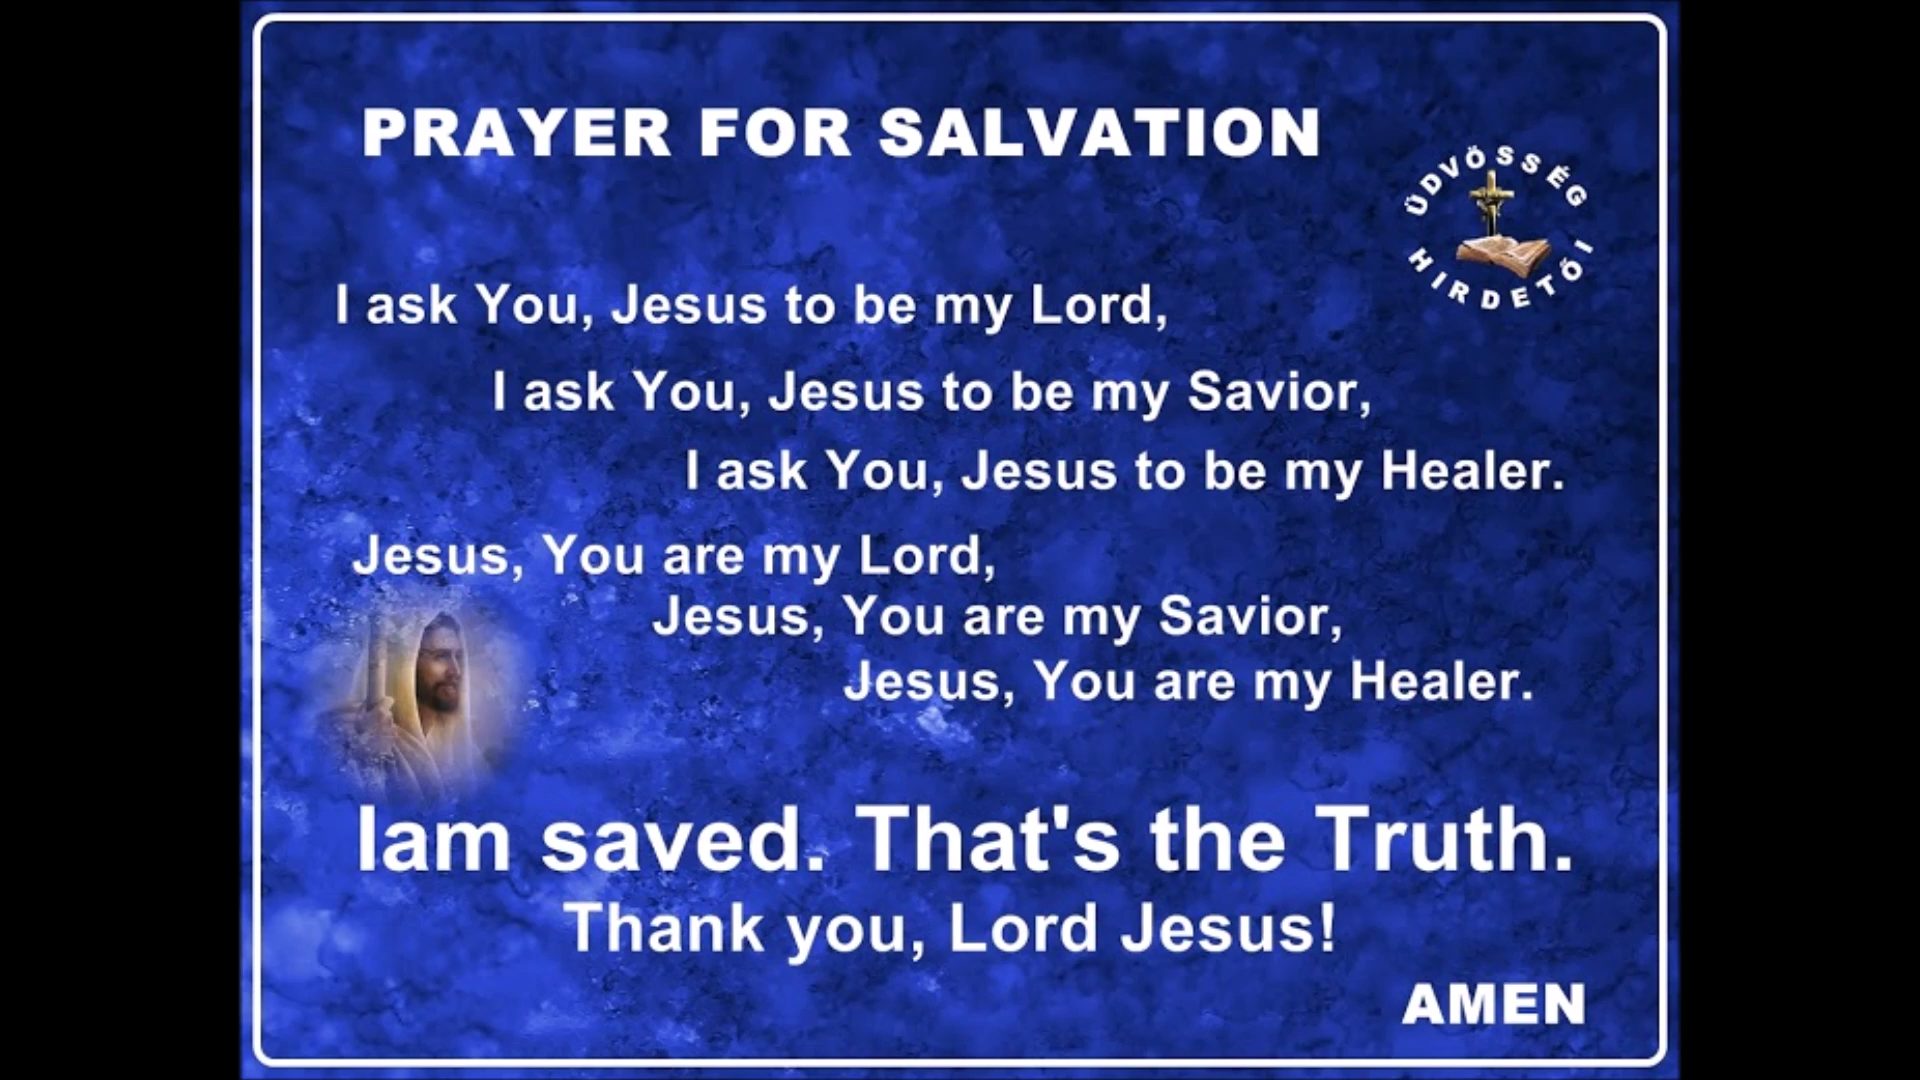 PRAYER FOR SALVATION
ÜDVÖSSÉG
HIRDETŐI
I ask You, Jesus to be my Lord,
I ask You, Jesus to be my Savior,
I ask You, Jesus to be my Healer.
Jesus, You are my Lord,
Jesus, You are my Savior,
Jesus, You are my Healer.
Iam saved. That's the Truth.
Thank you, Lord Jesus!
AMEN